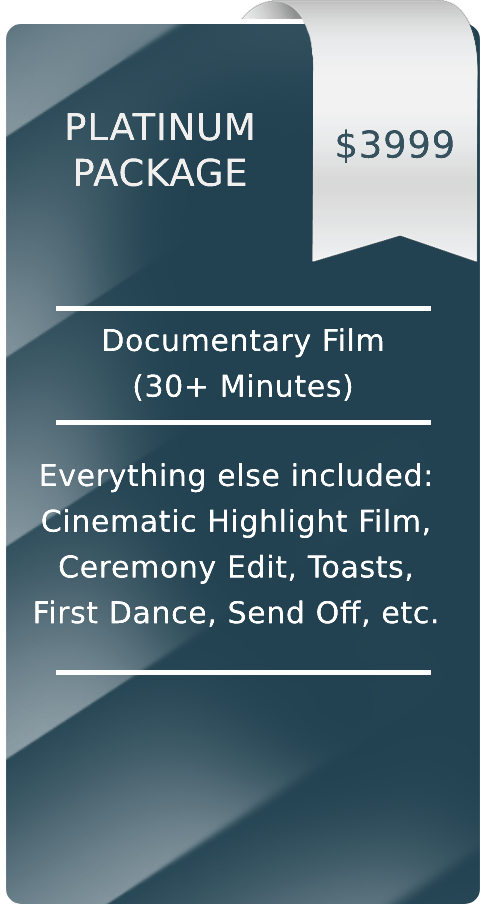 PLATINUM
PACKAGE
$3999
Documentary Film
(30+ Minutes)
Everything else included:
Cinematic Highlight Film,
Ceremony Edit, Toasts,
First Dance, Send Off, etc.